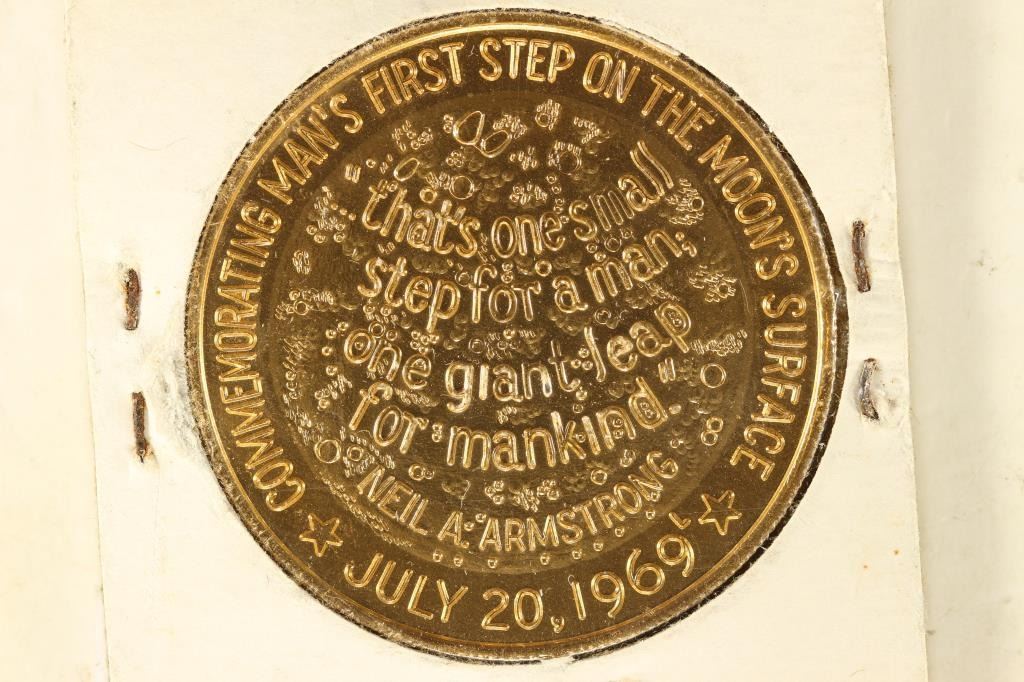 COMMEMORATING MAN'S FIRST STEP ON THE MOON'S SURFACE
"that's one small
step for a man;
one giant leap
for mankind."
NEIL A. ARMSTRONG
JULY 20, 1969